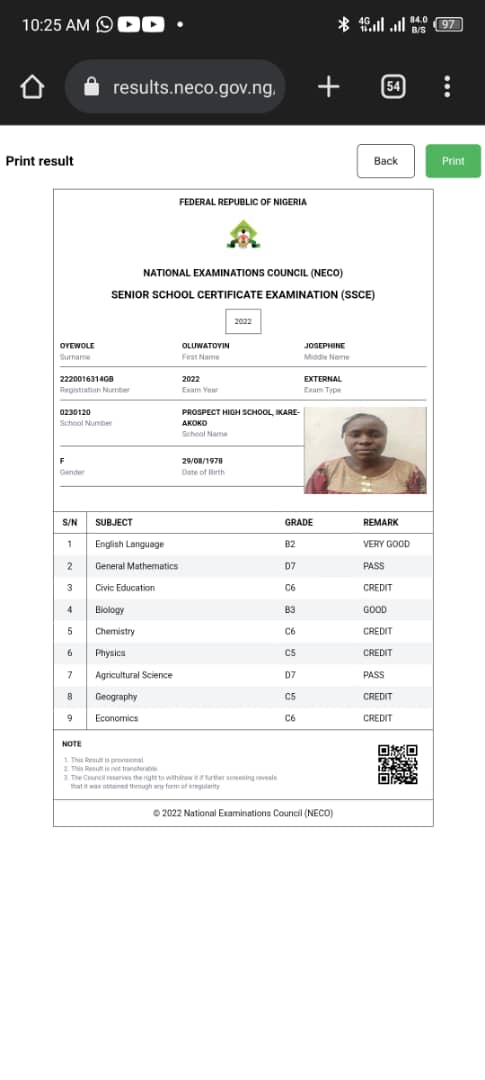 10:25 AM
4G
84.0
B/S
97
results.neco.gov.ng
54
Print result
Back
Print
FEDERAL REPUBLIC OF NIGERIA
NATIONAL EXAMINATIONS COUNCIL (NECO)
SENIOR SCHOOL CERTIFICATE EXAMINATION (SSCE)
2022
OYEWOLE OLUWATOYIN JOSEPHINE
Surname First Name Middle Name
2220016314GB 2022 EXTERNAL
Registration Number Exam Year Exam Type
0230120 PROSPECT HIGH SCHOOL, IKARE-
AKOKO
School Number
School Name
F 29/08/1978
Gender Date of Birth
S/N SUBJECT GRADE REMARK
1 English Language B2 VERY GOOD
2 General Mathematics D7 PASS
3 Civic Education C6 CREDIT
4 Biology B3 GOOD
5 Chemistry C6 CREDIT
6 Physics C5 CREDIT
7 Agricultural Science D7 PASS
8 Geography C5 CREDIT
9 Economics C6 CREDIT
NOTE
1. This Result is provisional.
2. This Result is not transferable.
3. The Council reserves the right to withdraw it if further screening reveals
that it was obtained through any form of irregularity
© 2022 National Examinations Council (NECO)